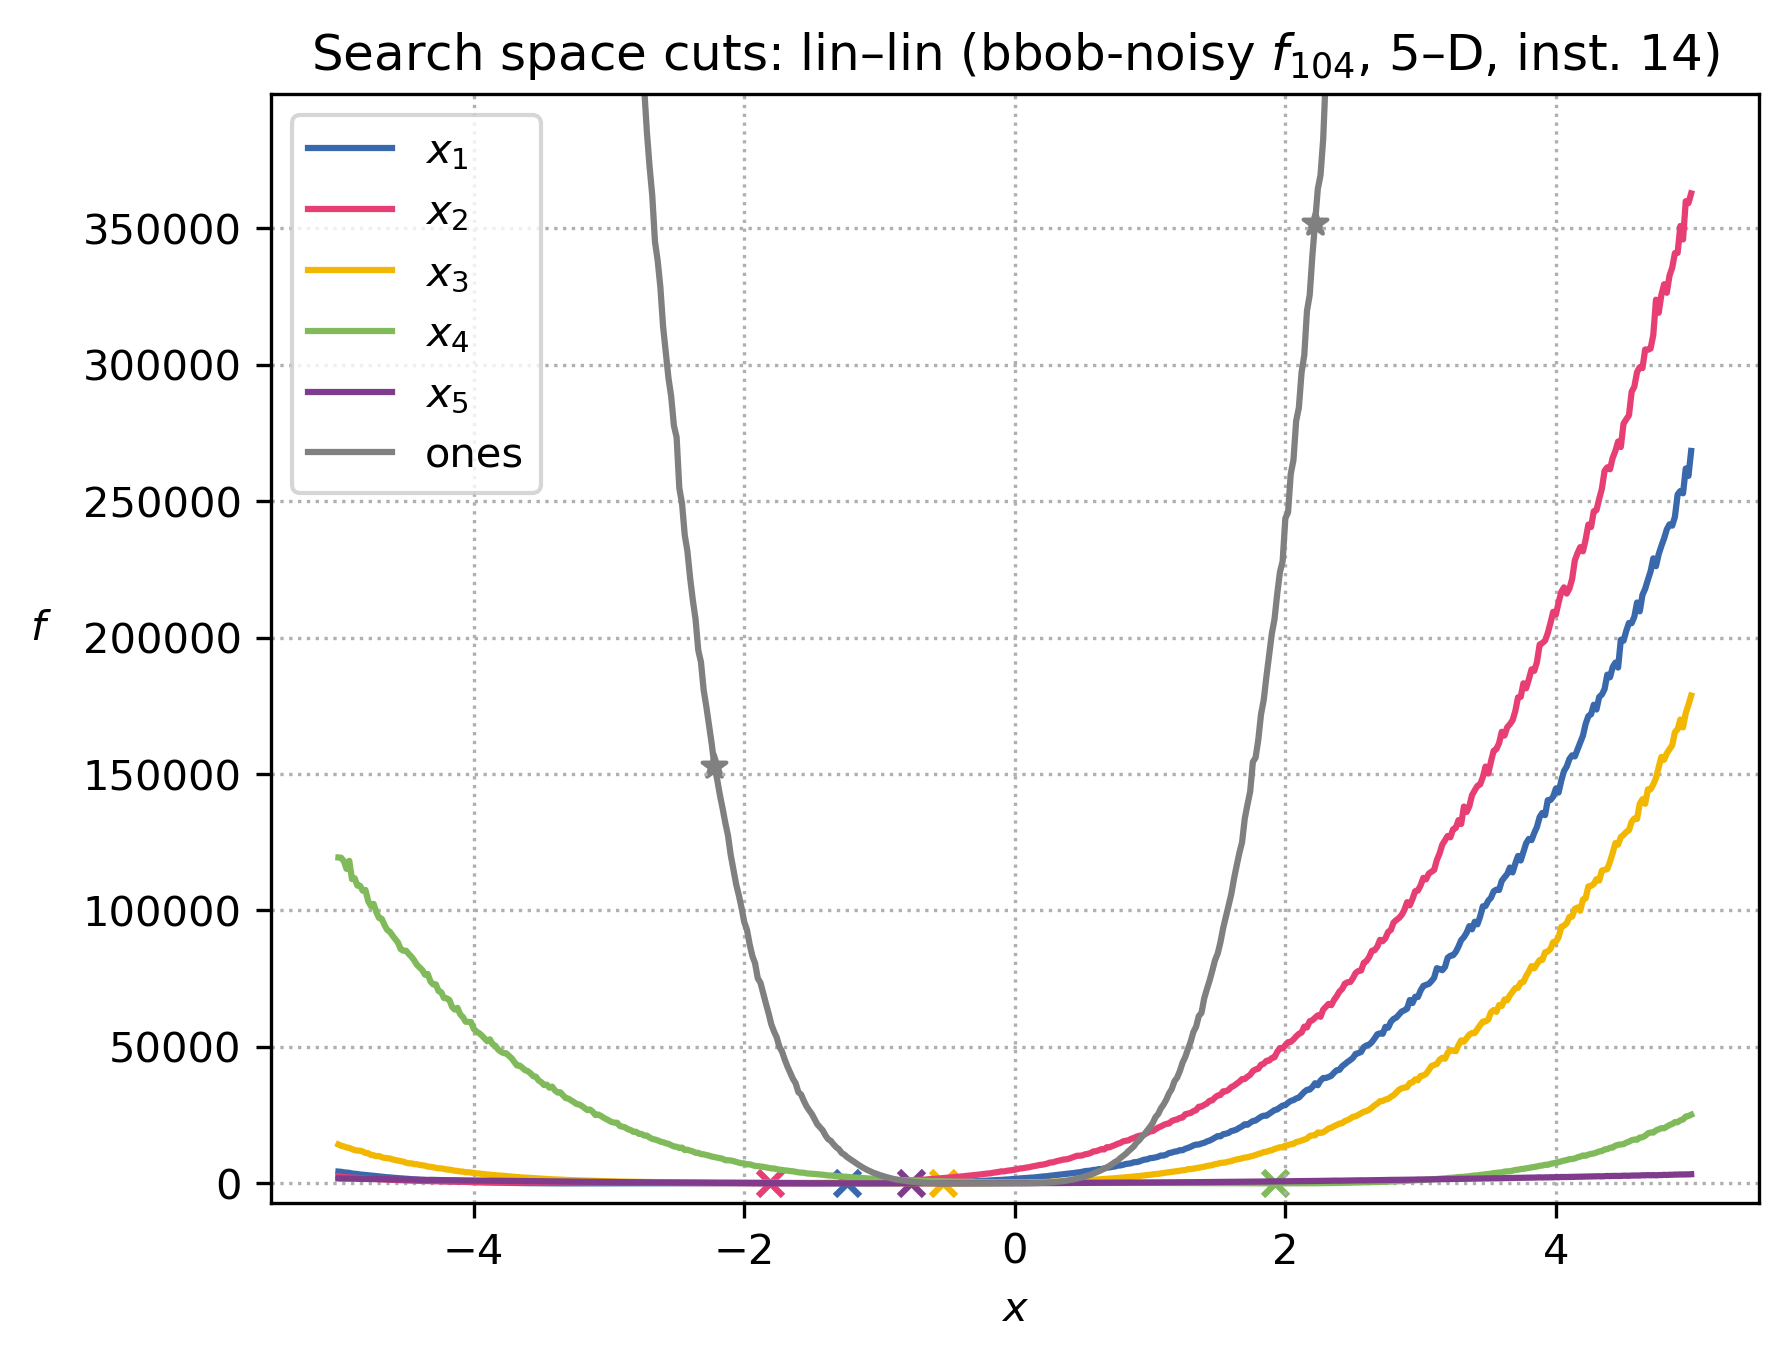 Search space cuts: lin–lin (bbob-noisy f₁₀₄, 5–D, inst. 14)
x₁
x₂
x₃
x₄
x₅
ones
350000
300000
250000
200000
150000
100000
50000
0
f
−4
−2
0
2
4
x